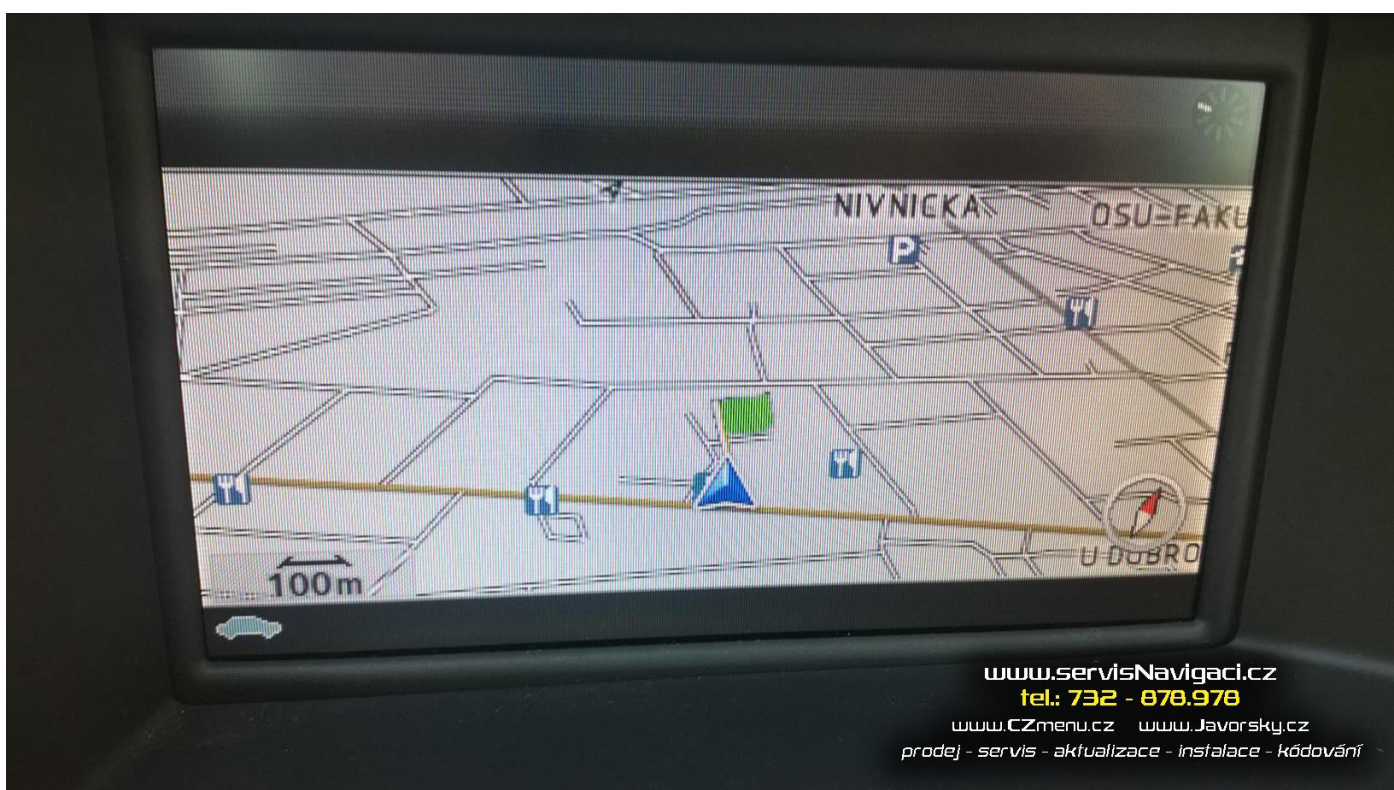 NIVNICKA
OSU-FAKU
P
U DOBRO
100m
www.servisNavigaci.cz
tel.: 732 - 878.978
www.CZmenu.cz www.Javorsky.cz
prodej - servis - aktualizace - instalace - kódování